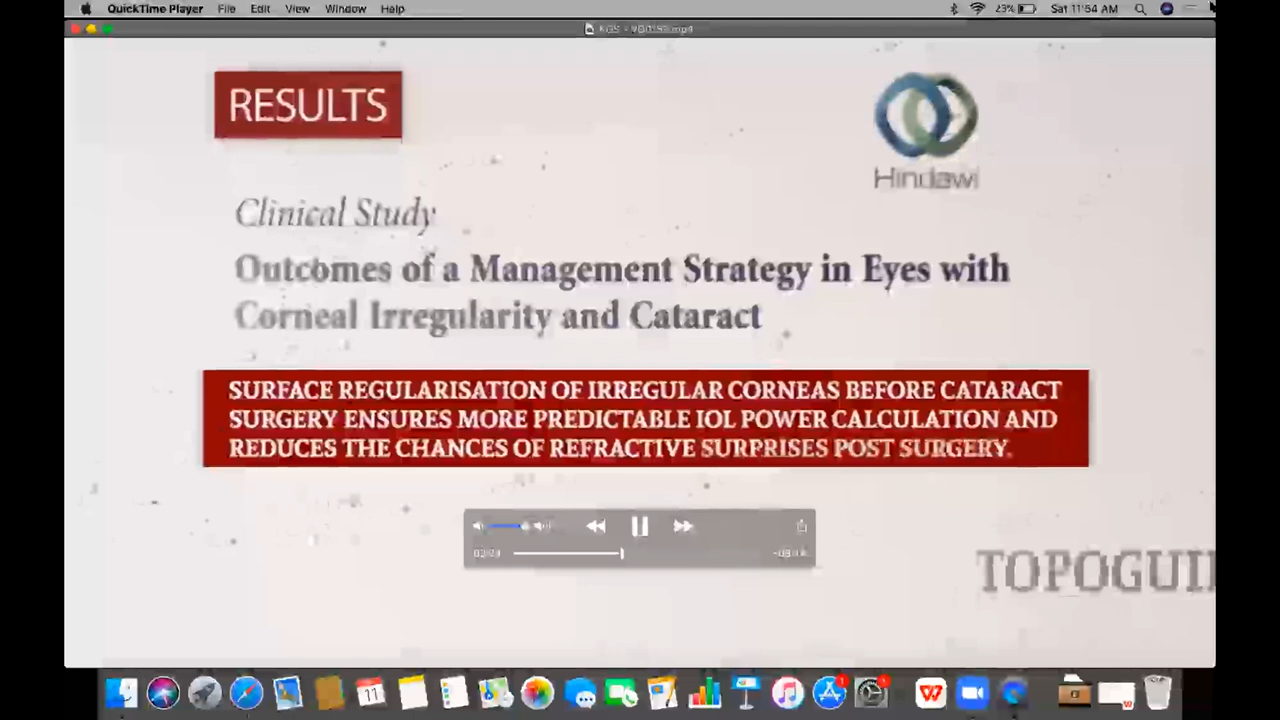 QuickTime Player File Edit View Window Help 23% Sat 11:54 AM
RESULTS
Hindawi
Clinical Study
Outcomes of a Management Strategy in Eyes with
Corneal Irregularity and Cataract
SURFACE REGULARISATION OF IRREGULAR CORNEAS BEFORE CATARACT
SURGERY ENSURES MORE PREDICTABLE IOL POWER CALCULATION AND
REDUCES THE CHANCES OF REFRACTIVE SURPRISES POST SURGERY.
TOPOGUI
11